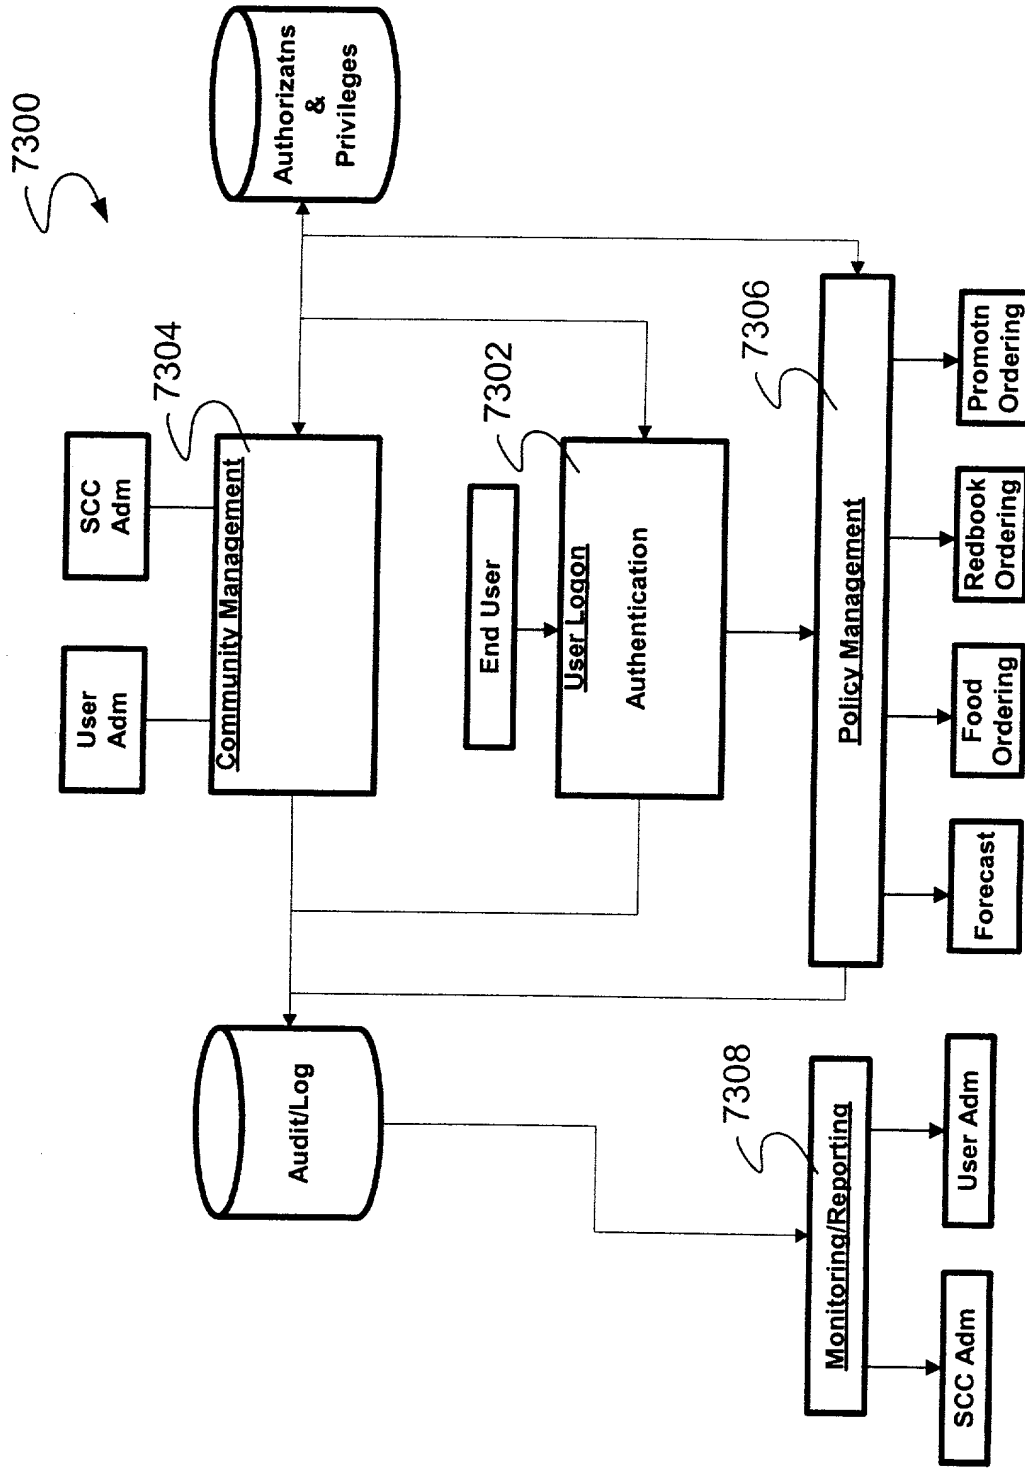 7300
User
Adm
SCC
Adm
7304
Community Management
Audit/Log
Authorizatns
&
Privileges
End User
7302
User Logon
Authentication
7308
Monitoring/Reporting
7306
Policy Management
SCC Adm
User Adm
Forecast
Food
Ordering
Redbook
Ordering
Promotn
Ordering